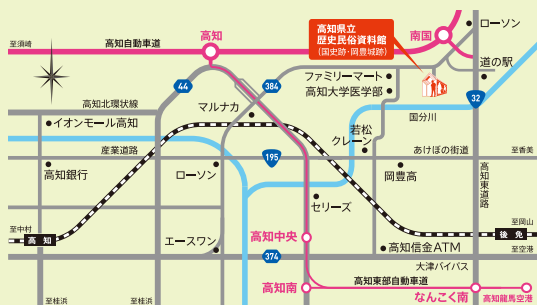 ローソン
高知
高知県立
歴史民俗資料館
(国史跡・岡豊城跡)
南国
至須崎
高知自動車道
道の駅
ファミリーマート
高知大学医学部
44
384
32
高知北環状線
マルナカ
イオンモール高知
国分川
若松
クレーン
産業道路
195
あけぼの街道
至香美
高知銀行
ローソン
岡豊高
高知東道路
セリーズ
至中村
高知
エースワン
高知中央
至岡山
後免
高知信金ATM
至空港
374
大津バイパス
高知南
高知東部自動車道
なんこく南
高知龍馬空港
至桂浜
至桂浜